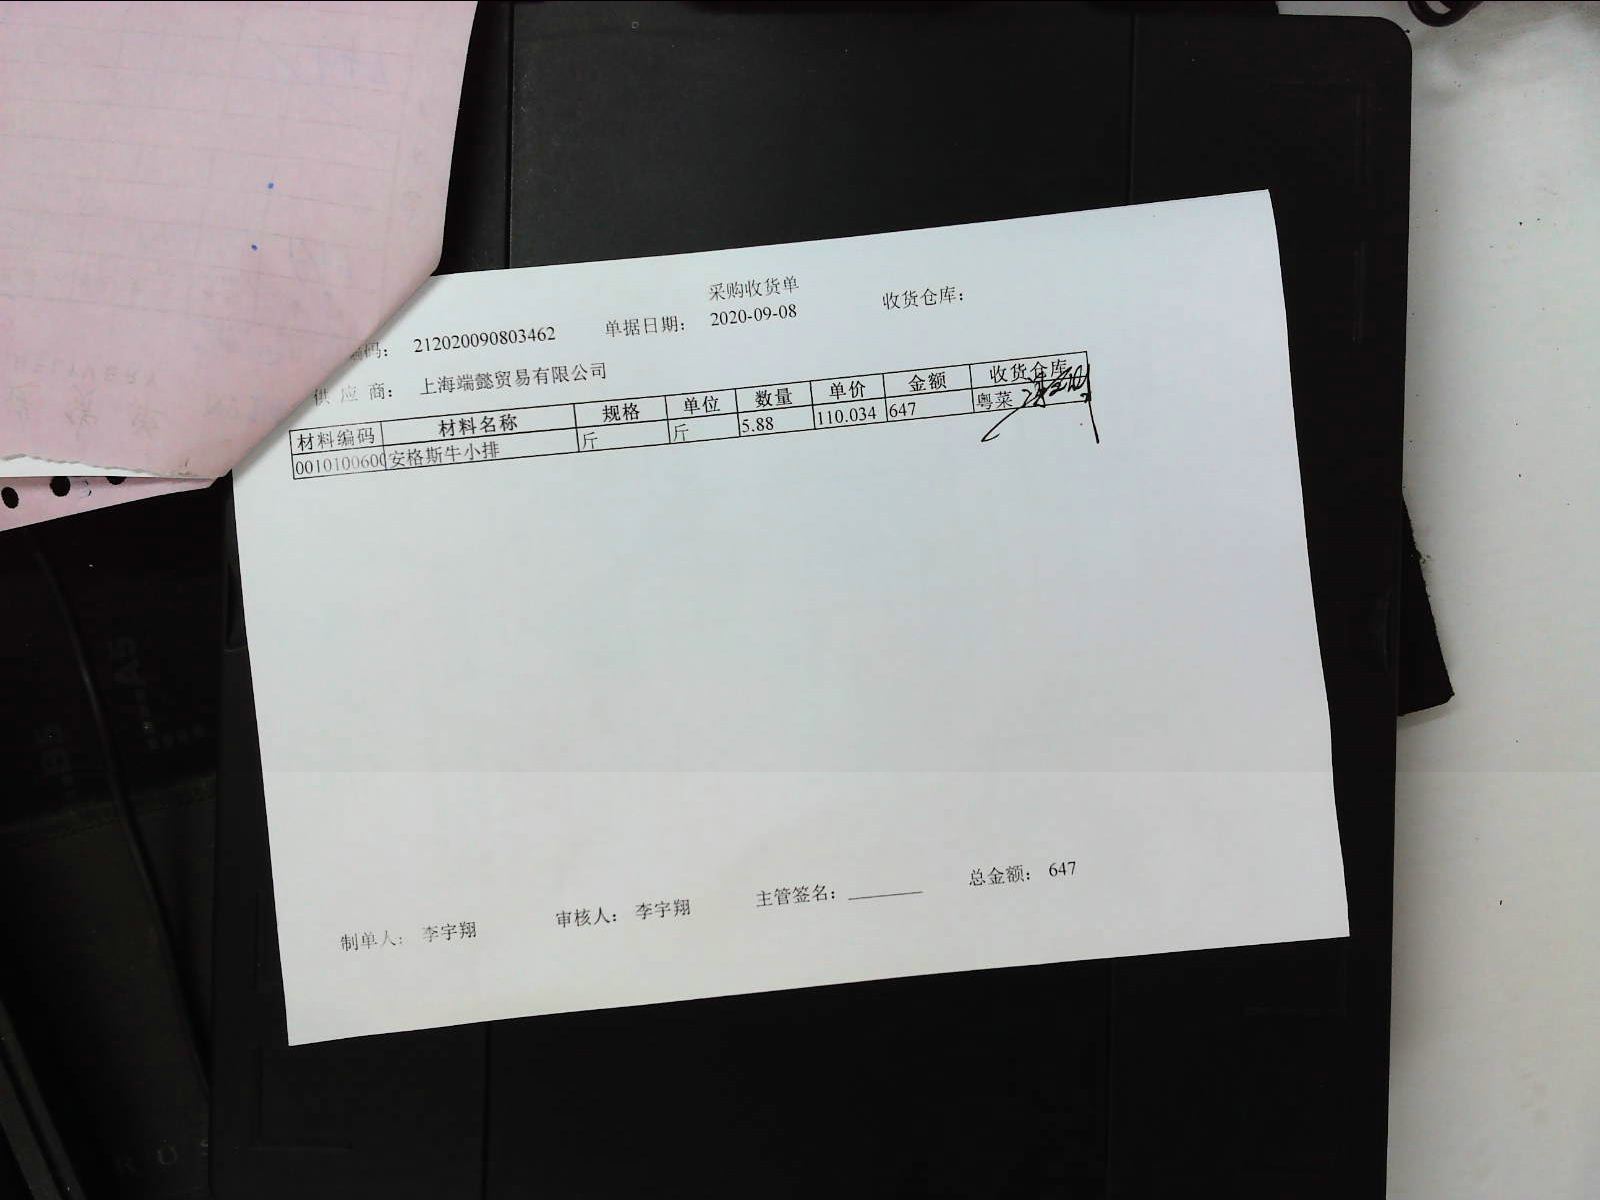 采购收货单
编码： 212020090803462 单据日期： 2020-09-08 收货仓库：
供 应 商： 上海端懿贸易有限公司
材料编码 材料名称 规格 单位 数量 单价 金额 收货仓库
0010100600 安格斯牛小排 斤 斤 5.88 110.034 647 粤菜
制单人： 李宇翔 审核人： 李宇翔 主管签名： 总金额： 647